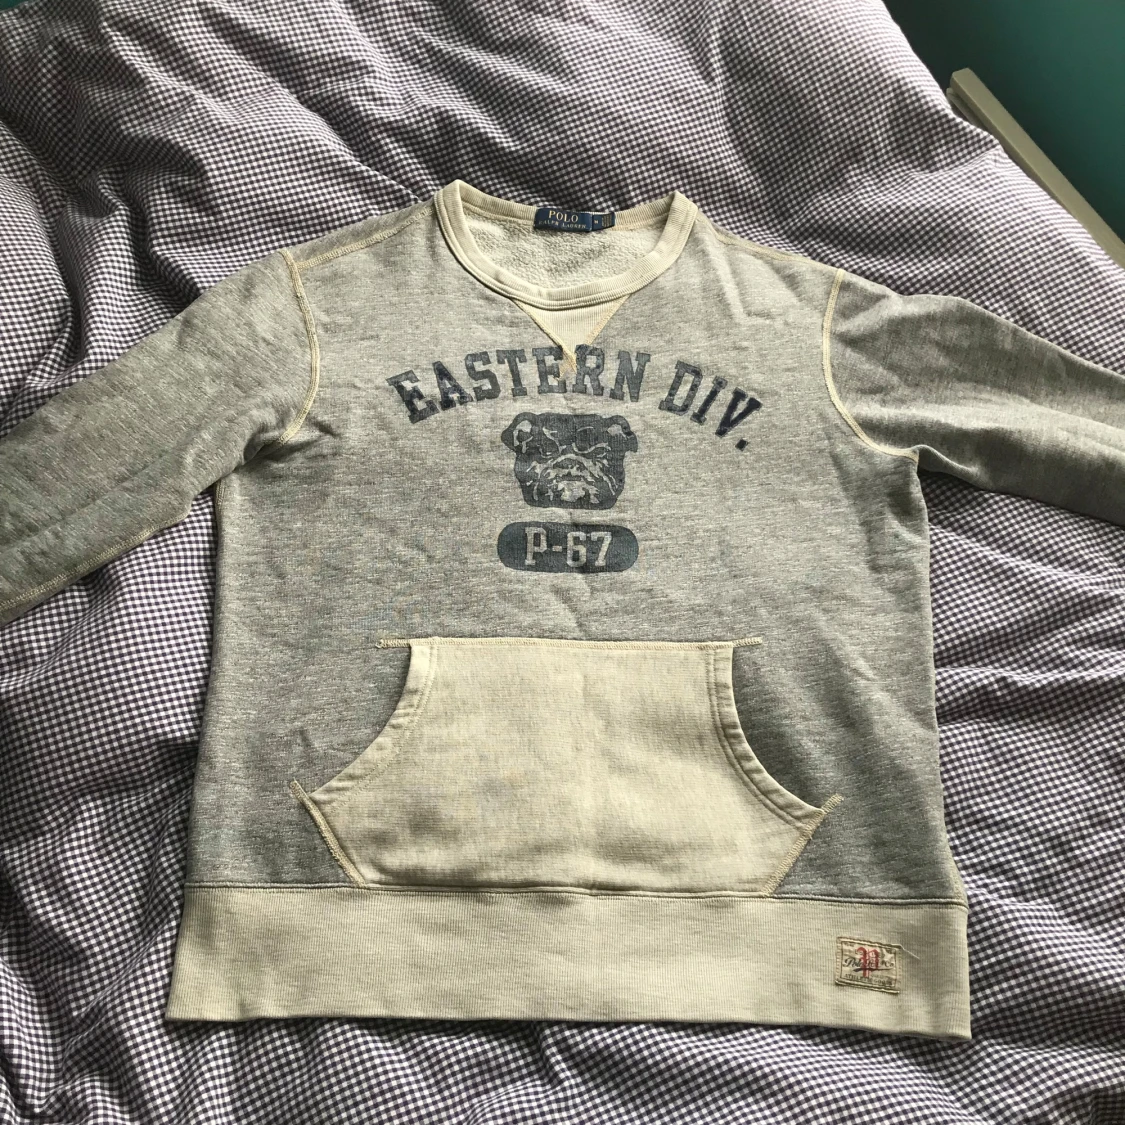 POLO
RALPH LAUREN
M
EASTERN DIV.
P-67
P